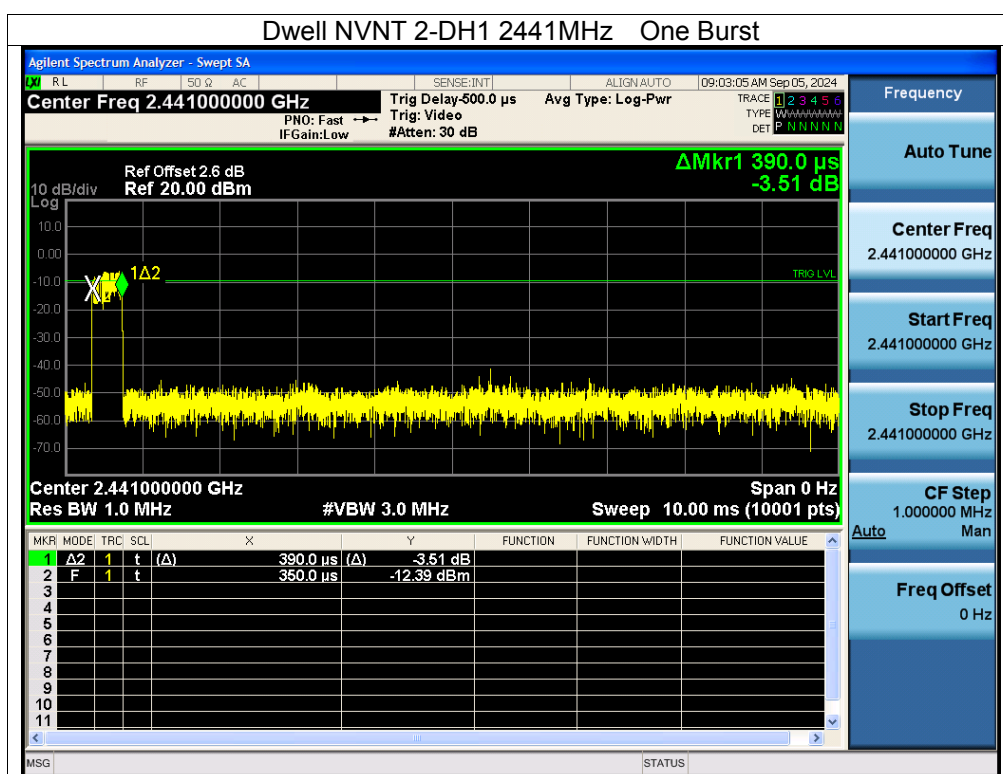 Dwell NVNT 2-DH1 2441MHz One Burst
Agilent Spectrum Analyzer - Swept SA
LXI RL RF 50 Ω AC SENSE:INT ALIGN AUTO 09:03:05 AM Sep 05, 2024
Center Freq 2.441000000 GHz Trig Delay-500.0 µs Avg Type: Log-Pwr TRACE 1 2 3 4 5 6
PNO: Fast Trig: Video TYPE WWWWWW
IFGain:Low #Atten: 30 dB DET P N N N N N
ΔMkr1 390.0 µs
-3.51 dB
Ref Offset 2.6 dB
10 dB/div Ref 20.00 dBm
Log
10.0
0.00
-10.0
-20.0
-30.0
-40.0
-50.0
-60.0
-70.0
X
1Δ2
TRIG LVL
Center 2.441000000 GHz Span 0 Hz
Res BW 1.0 MHz #VBW 3.0 MHz Sweep 10.00 ms (10001 pts)
MKR MODE TRC SCL X Y FUNCTION FUNCTION WIDTH FUNCTION VALUE
1 Δ2 1 t (Δ) 390.0 µs (Δ) -3.51 dB
2 F 1 t 350.0 µs -12.39 dBm
3
4
5
6
7
8
9
10
11
MSG STATUS
Frequency
Auto Tune
Center Freq
2.441000000 GHz
Start Freq
2.441000000 GHz
Stop Freq
2.441000000 GHz
CF Step
1.000000 MHz
Auto Man
Freq Offset
0 Hz